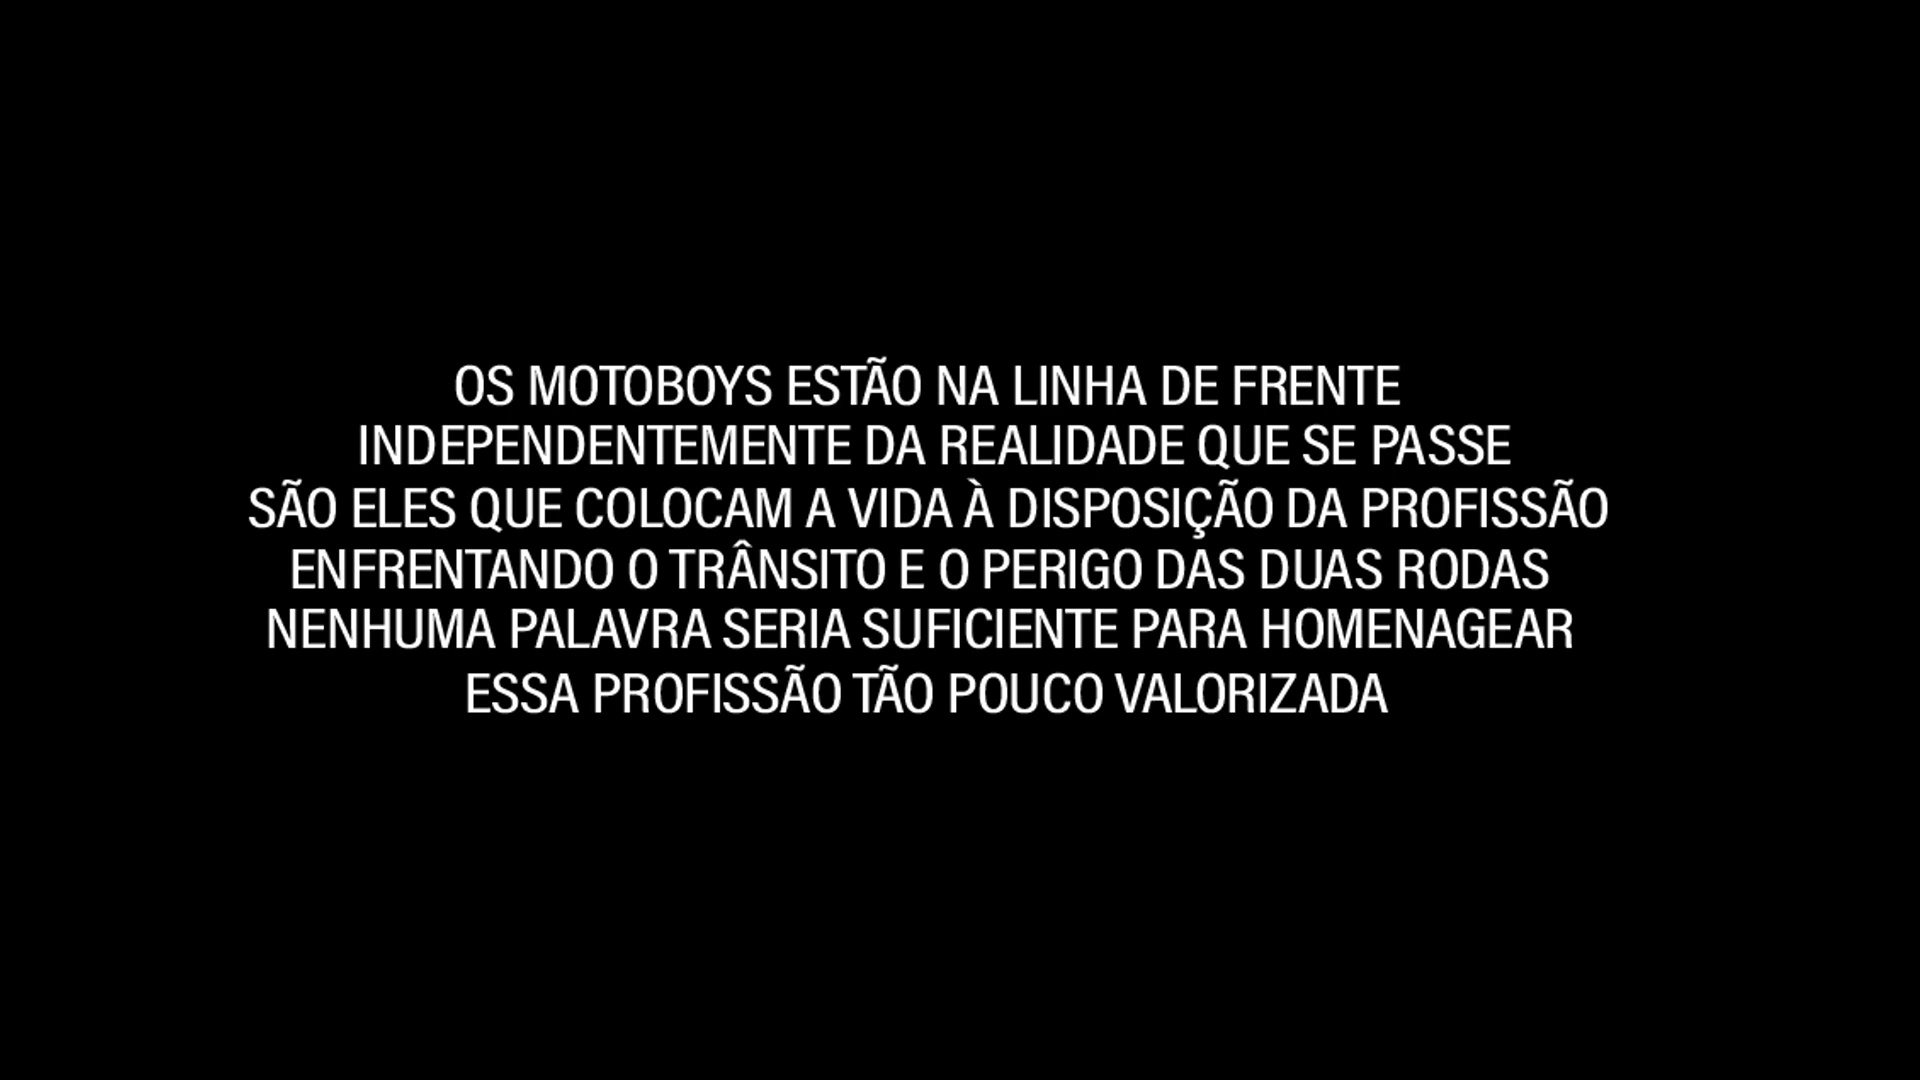 OS MOTOBOYS ESTÃO NA LINHA DE FRENTE
INDEPENDENTEMENTE DA REALIDADE QUE SE PASSE
SÃO ELES QUE COLOCAM A VIDA À DISPOSIÇÃO DA PROFISSÃO
ENFRENTANDO O TRÂNSITO E O PERIGO DAS DUAS RODAS
NENHUMA PALAVRA SERIA SUFICIENTE PARA HOMENAGEAR
ESSA PROFISSÃO TÃO POUCO VALORIZADA